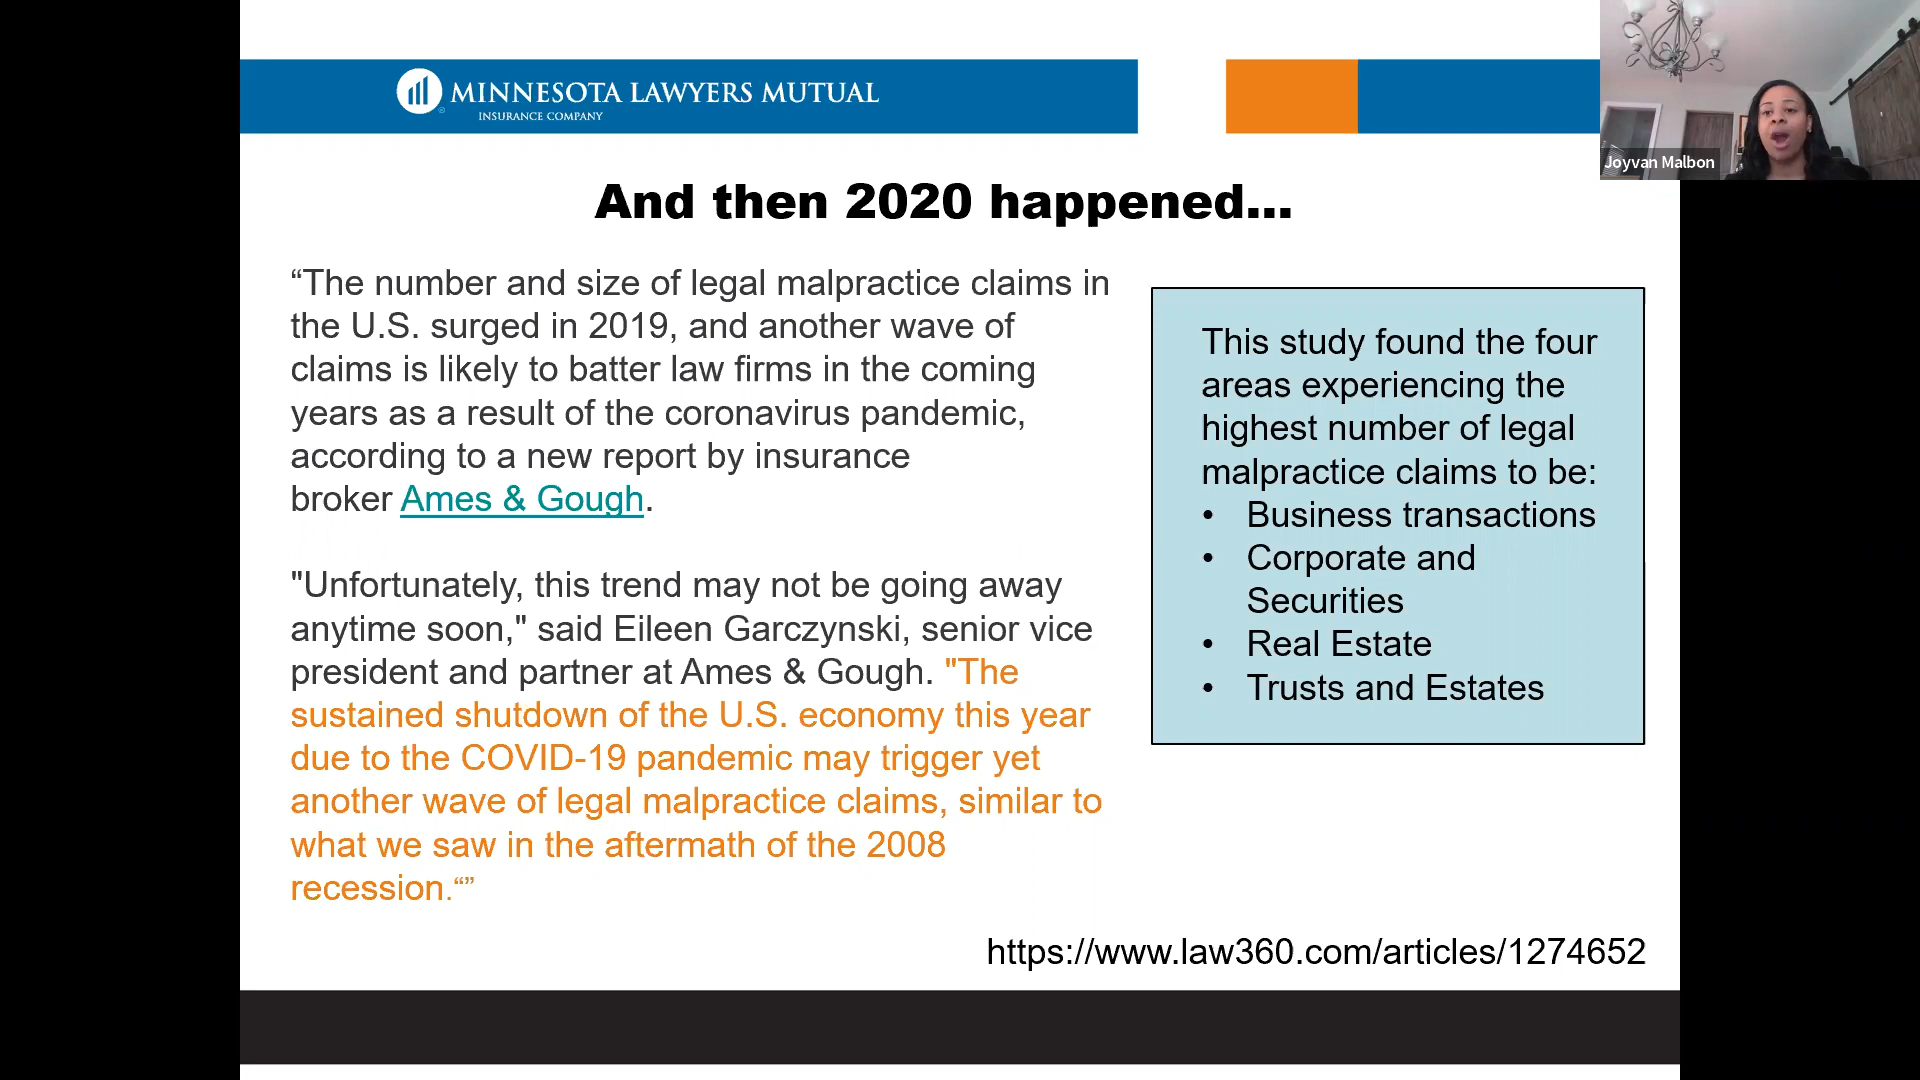 MINNESOTA LAWYERS MUTUAL
INSURANCE COMPANY
Joyvan Malbon
And then 2020 happened...
“The number and size of legal malpractice claims in
the U.S. surged in 2019, and another wave of
claims is likely to batter law firms in the coming
years as a result of the coronavirus pandemic,
according to a new report by insurance
broker Ames & Gough.
"Unfortunately, this trend may not be going away
anytime soon," said Eileen Garczynski, senior vice
president and partner at Ames & Gough. "The
sustained shutdown of the U.S. economy this year
due to the COVID-19 pandemic may trigger yet
another wave of legal malpractice claims, similar to
what we saw in the aftermath of the 2008
recession.“”
This study found the four
areas experiencing the
highest number of legal
malpractice claims to be:
• Business transactions
• Corporate and
Securities
• Real Estate
• Trusts and Estates
https://www.law360.com/articles/1274652